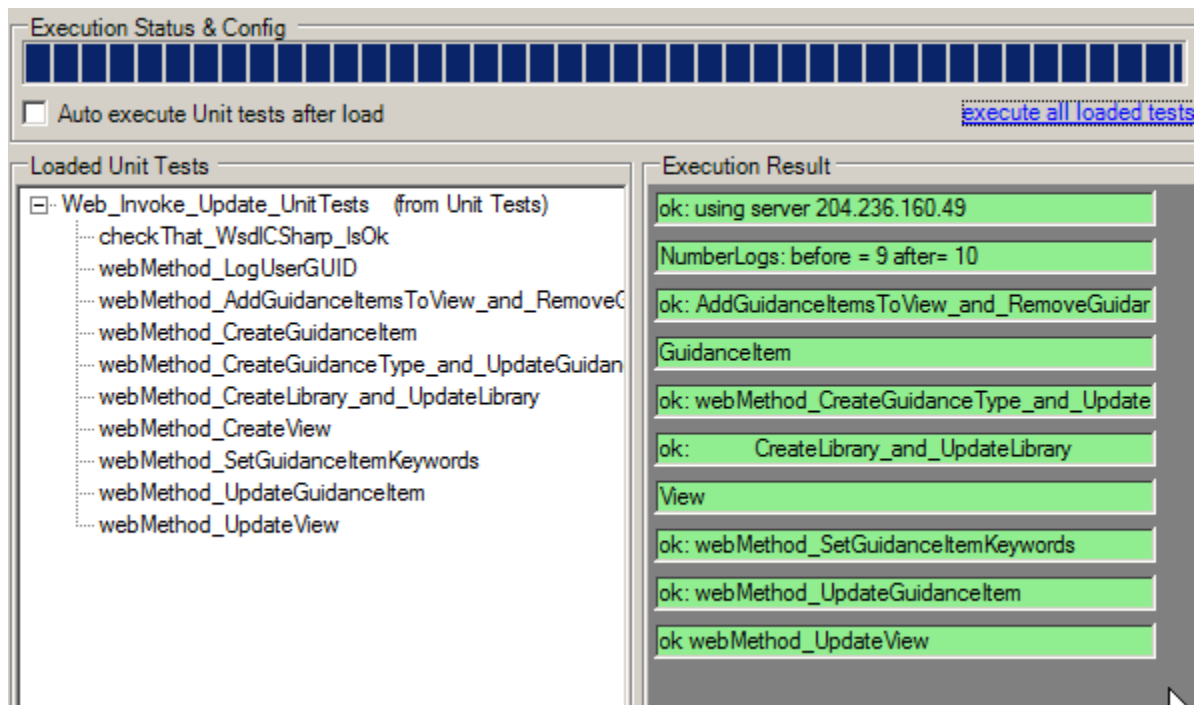 Execution Status & Config
Auto execute Unit tests after load
execute all loaded tests
Loaded Unit Tests
Web_Invoke_Update_UnitTests (from Unit Tests)
checkThat_WsdlCSharp_IsOk
webMethod_LogUserGUID
webMethod_AddGuidanceItemsToView_and_RemoveG
webMethod_CreateGuidanceItem
webMethod_CreateGuidanceType_and_UpdateGuidan
webMethod_CreateLibrary_and_UpdateLibrary
webMethod_CreateView
webMethod_SetGuidanceItemKeywords
webMethod_UpdateGuidanceItem
webMethod_UpdateView
Execution Result
ok: using server 204.236.160.49
NumberLogs: before = 9 after= 10
ok: AddGuidanceItemsToView_and_RemoveGuidar
GuidanceItem
ok: webMethod_CreateGuidanceType_and_Update
ok: CreateLibrary_and_UpdateLibrary
View
ok: webMethod_SetGuidanceItemKeywords
ok: webMethod_UpdateGuidanceItem
ok webMethod_UpdateView